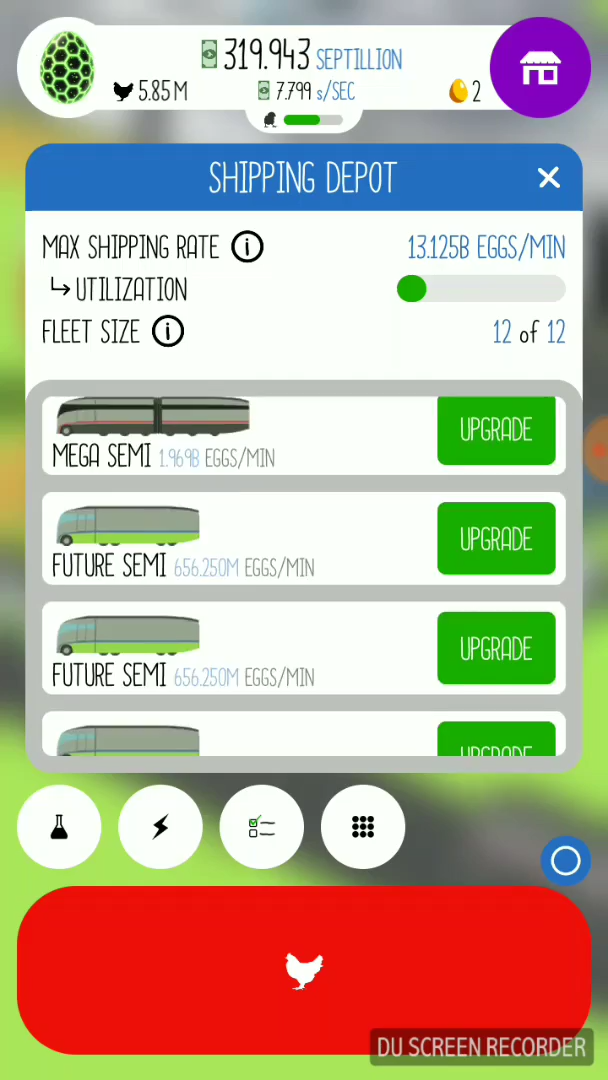 319.943 SEPTILLION
5.85M 7.799 s/SEC 2
SHIPPING DEPOT
MAX SHIPPING RATE i 13.125B EGGS/MIN
UTILIZATION
FLEET SIZE i 12 of 12
UPGRADE
MEGA SEMI 1.969B EGGS/MIN
UPGRADE
FUTURE SEMI 656.250M EGGS/MIN
UPGRADE
FUTURE SEMI 656.250M EGGS/MIN
UPGRADE
DU SCREEN RECORDER